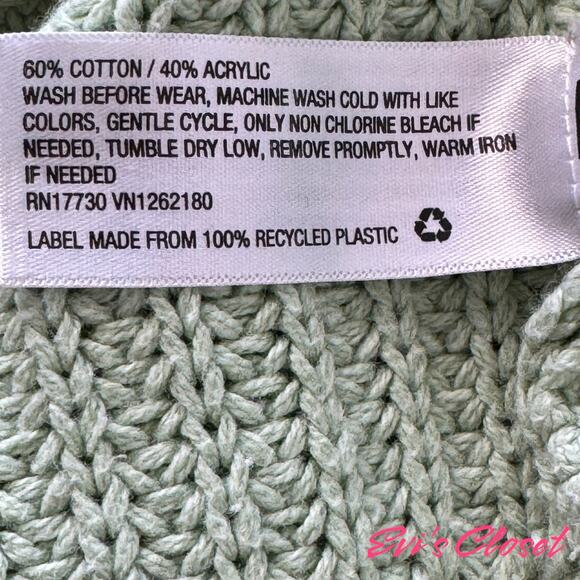 60% COTTON / 40% ACRYLIC
WASH BEFORE WEAR, MACHINE WASH COLD WITH LIKE
COLORS, GENTLE CYCLE, ONLY NON CHLORINE BLEACH IF
NEEDED, TUMBLE DRY LOW, REMOVE PROMPTLY, WARM IRON
IF NEEDED
RN17730 VN1262180
LABEL MADE FROM 100% RECYCLED PLASTIC
Evi's Closet